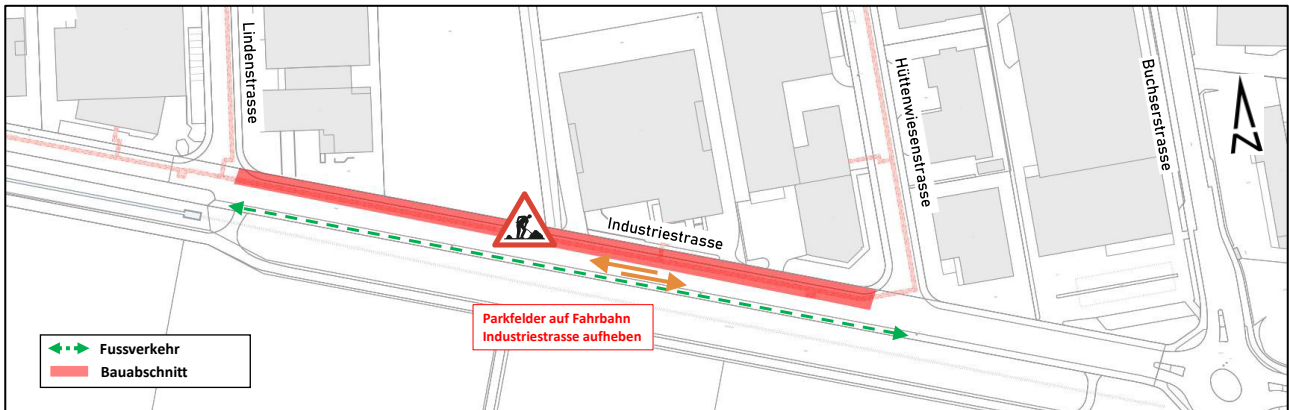 Lindenstrasse
Hüttenwiesenstrasse
Buchserstrasse
N
Industriestrasse
Parkfelder auf Fahrbahn
Industriestrasse aufheben
Fussverkehr
Bauabschnitt